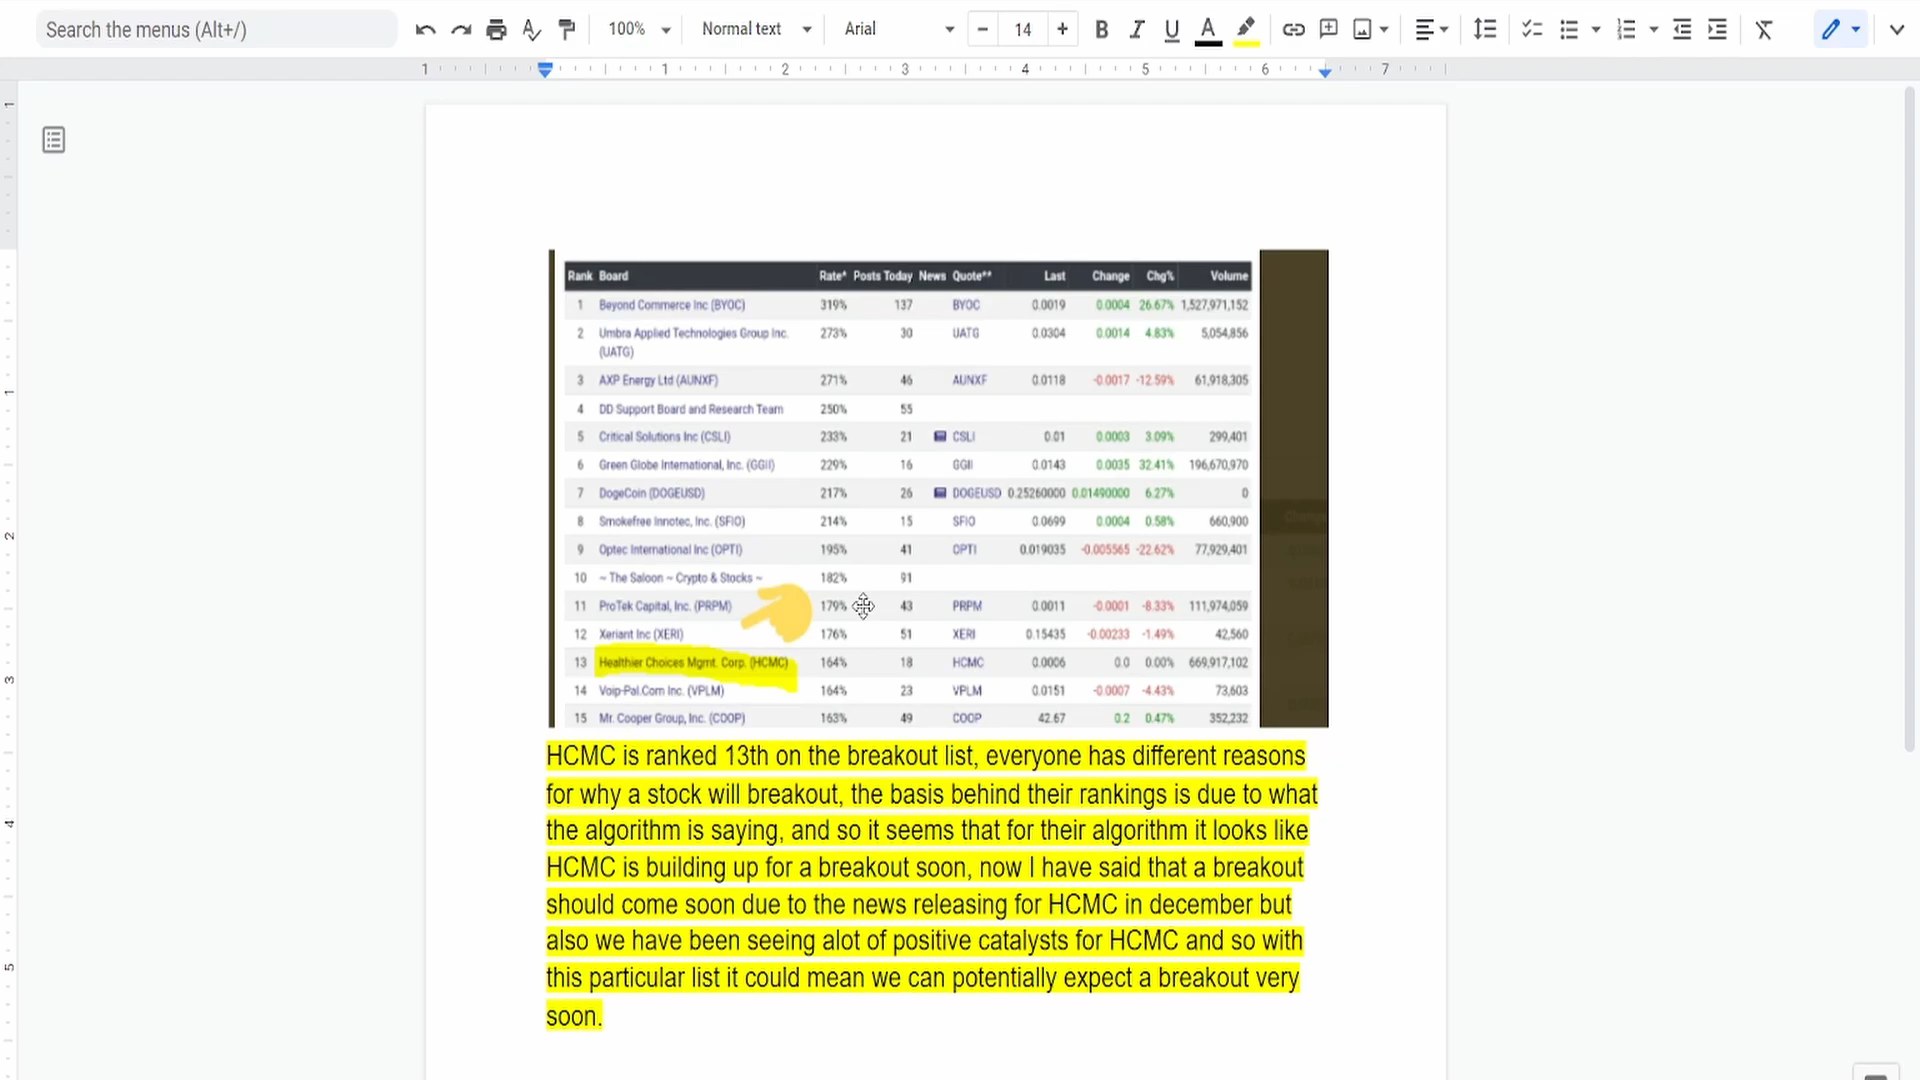 Search the menus (Alt+/)
100% Normal text Arial 14
1 1 2 3 4 5 6 7
Rank Board Rate* Posts Today News Quote** Last Change Chg% Volume
1 Beyond Commerce Inc (BYOC) 319% 137 BYOC 0.0019 0.0004 26.67% 1,527,971,152
2 Umbra Applied Technologies Group Inc. (UATG) 273% 30 UATG 0.0304 0.0014 4.83% 5,054,856
3 AXP Energy Ltd (AUNXF) 271% 46 AUNXF 0.0118 -0.0017 -12.59% 61,918,305
4 DD Support Board and Research Team 250% 55
5 Critical Solutions Inc (CSLI) 233% 21 CSLI 0.01 0.0003 3.09% 299,401
6 Green Globe International, Inc. (GGII) 229% 16 GGII 0.0143 0.0035 32.41% 196,670,970
7 DogeCoin (DOGEUSD) 217% 26 DOGEUSD 0.25260000 0.01490000 6.27% 0
8 Smokefree Innotec, Inc. (SFIO) 214% 15 SFIO 0.0699 0.0004 0.58% 660,900
9 Optec International Inc (OPTI) 195% 41 OPTI 0.019035 -0.005565 -22.62% 77,929,401
10 ~ The Saloon ~ Crypto & Stocks ~ 182% 91
11 ProTek Capital, Inc. (PRPM) 179% 43 PRPM 0.0011 -0.0001 -8.33% 111,974,059
12 Xeriant Inc (XERI) 176% 51 XERI 0.15435 -0.00233 -1.49% 42,560
13 Healthier Choices Mgmt. Corp. (HCMC) 164% 18 HCMC 0.0006 0.0 0.00% 669,917,102
14 Voip-Pal.Com Inc. (VPLM) 164% 23 VPLM 0.0151 -0.0007 -4.43% 73,603
15 Mr. Cooper Group, Inc. (COOP) 163% 49 COOP 42.67 0.2 0.47% 352,232
HCMC is ranked 13th on the breakout list, everyone has different reasons
for why a stock will breakout, the basis behind their rankings is due to what
the algorithm is saying, and so it seems that for their algorithm it looks like
HCMC is building up for a breakout soon, now I have said that a breakout
should come soon due to the news releasing for HCMC in december but
also we have been seeing alot of positive catalysts for HCMC and so with
this particular list it could mean we can potentially expect a breakout very
soon.